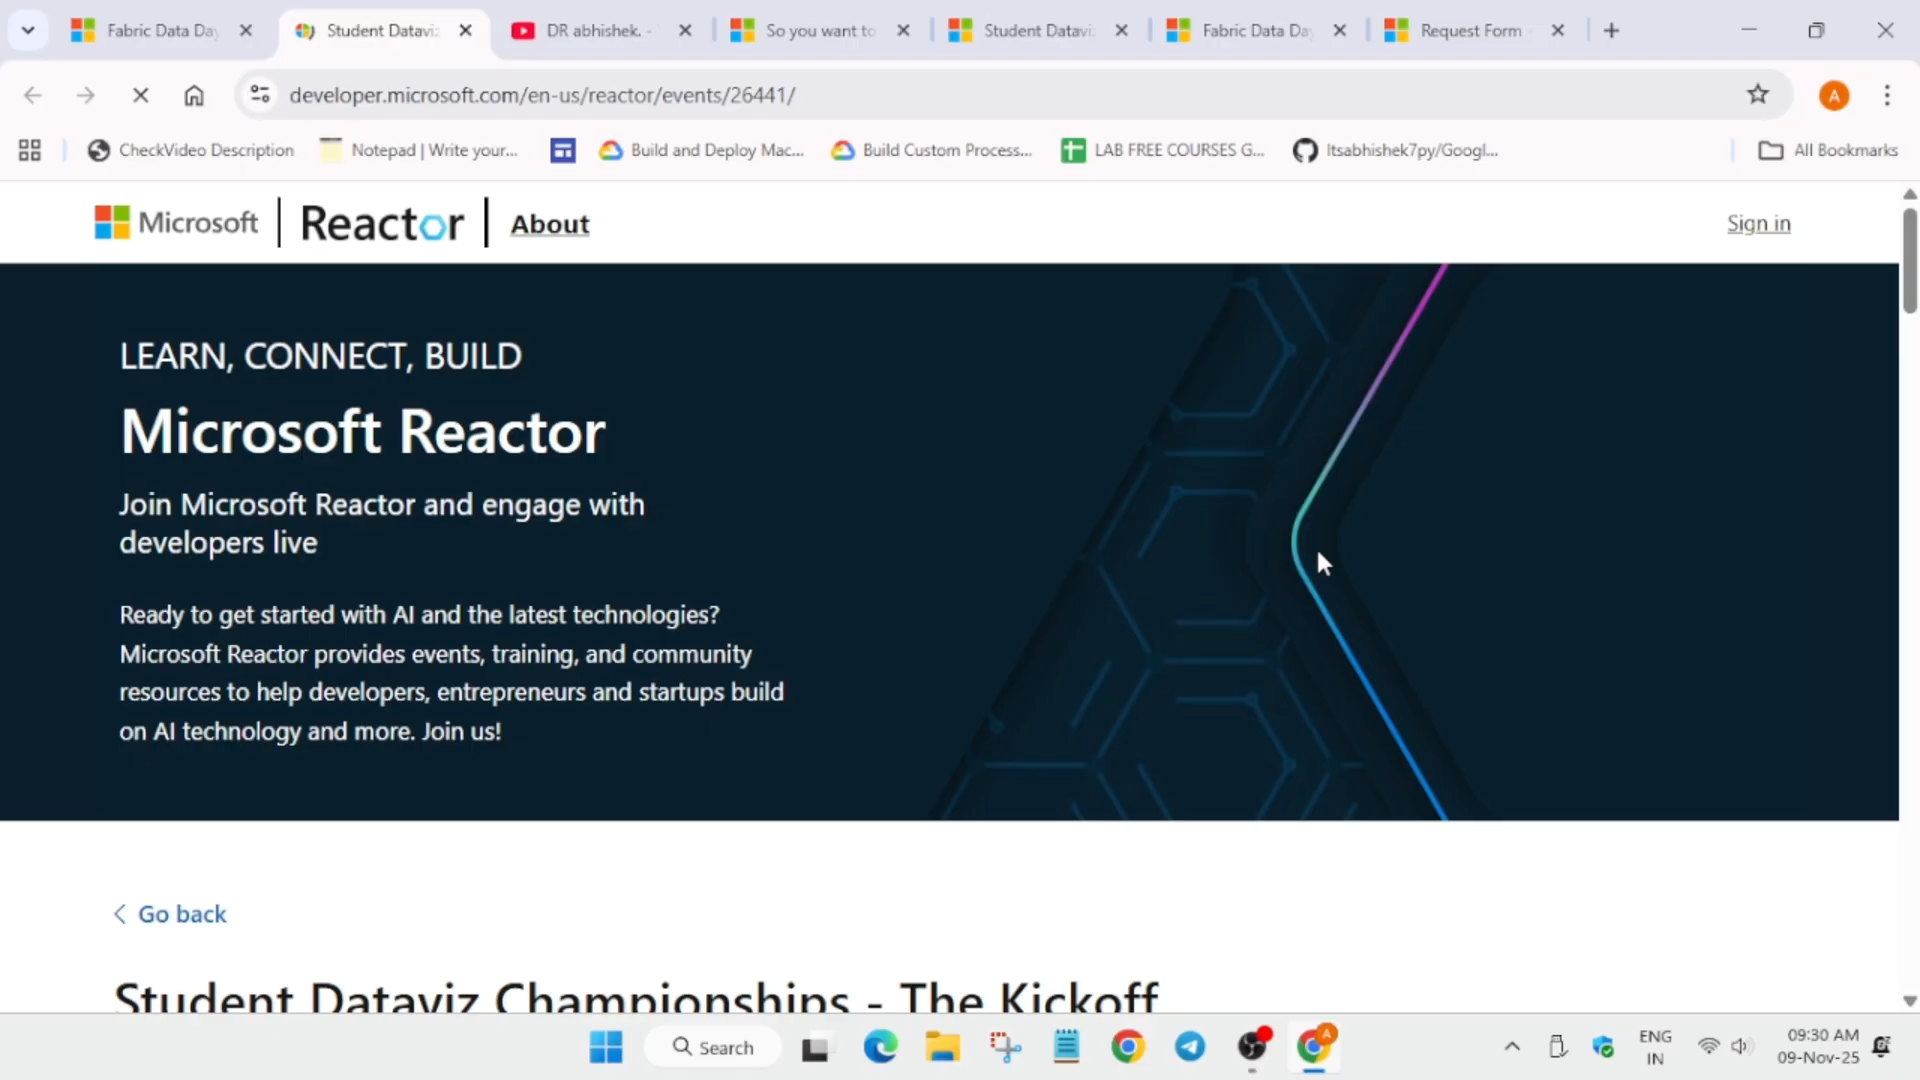 Fabric Data Da
Student Datavi
DR abhishek. -
So you want to
Student Datavi
Fabric Data Da
Request Form
developer.microsoft.com/en-us/reactor/events/26441/
A
CheckVideo Description
Notepad | Write your...
Build and Deploy Mac...
Build Custom Process...
LAB FREE COURSES G...
Itsabhishek7py/Googl...
All Bookmarks
Microsoft
Reactor
About
Sign in
LEARN, CONNECT, BUILD
Microsoft Reactor
Join Microsoft Reactor and engage with
developers live
Ready to get started with AI and the latest technologies?
Microsoft Reactor provides events, training, and community
resources to help developers, entrepreneurs and startups build
on AI technology and more. Join us!
Go back
Student Dataviz Championships - The Kickoff
Search
A
ENG
IN
09:30 AM
09-Nov-25